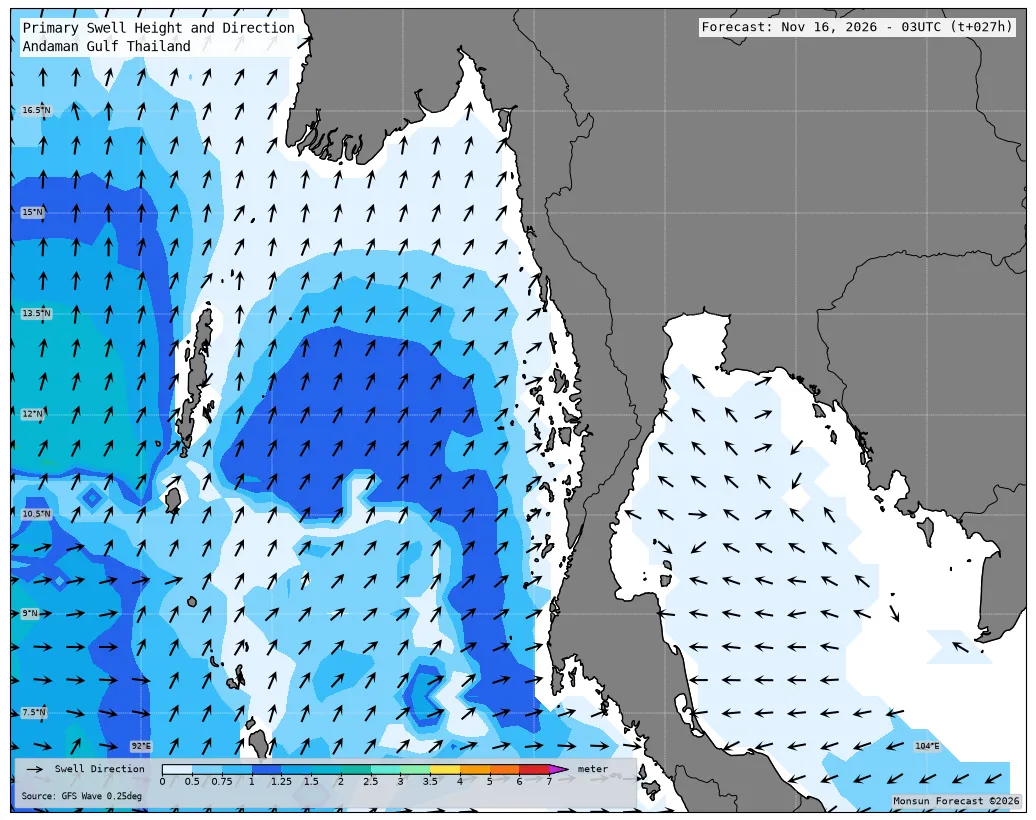 Primary Swell Height and Direction
Andaman Gulf Thailand
Forecast: Nov 16, 2026 - 03UTC (t+027h)
16.5°N
15°N
13.5°N
12°N
10.5°N
9°N
7.5°N
92°E
104°E
Swell Direction
0 0.5 0.75 1 1.25 1.5 2 2.5 3 4 5 6 7
meter
Source: GFS Wave 0.25deg
Monsun Forecast ©2026